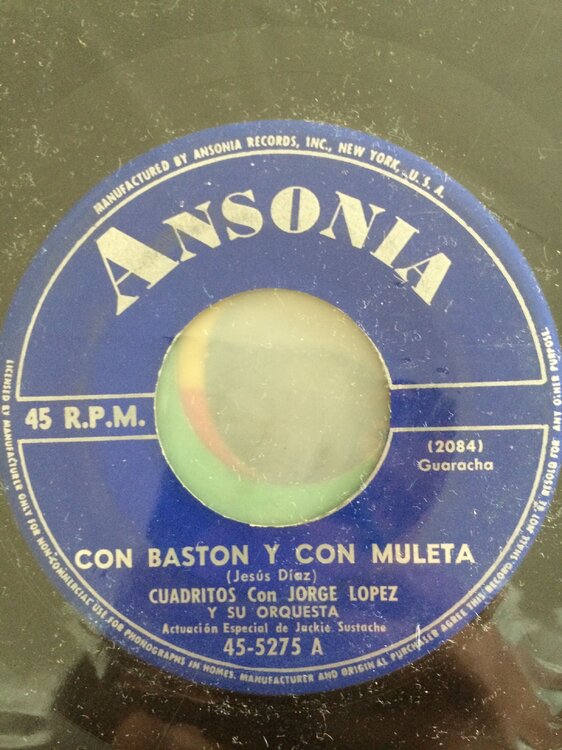 MANUFACTURED BY ANSONIA RECORDS, INC., NEW YORK, U.S.A.
ANSONIA
45 R.P.M.
(2084)
Guaracha
CON BASTON Y CON MULETA
(Jesús Díaz)
CUADRITOS Con JORGE LOPEZ
Y SU ORQUESTA
Actuación Especial de Jackie Sustache
45-5275 A
LICENSED BY MANUFACTURER ONLY FOR NON-COMMERCIAL USE FOR PHONOGRAPHS IN HOMES. MANUFACTURER AND ORIGINAL PURCHASER AGREE THIS RECORD SHALL NOT BE RESOLD FOR ANY OTHER PURPOSE.